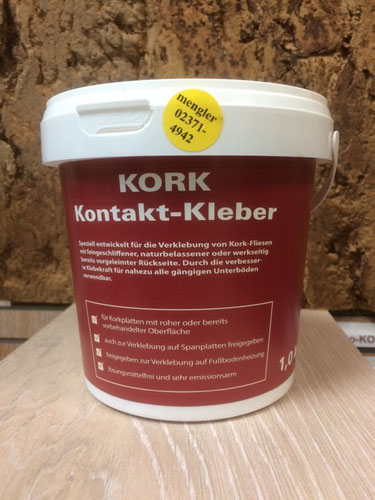 mengler
02371-
4942
KORK
Kontakt-Kleber
Speziell entwickelt für die Verklebung von Kork-Fliesen
mit feingeschliffener, naturbelassener oder werkseitig
bereits vorgeleimter Rückseite. Durch die verbesser-
te Klebekraft für nahezu alle gängigen Unterböden
verwendbar.
für Korkplatten mit roher oder bereits
vorbehandelter Oberfläche
auch zur Verklebung auf Spanplatten freigegeben
freigegeben zur Verklebung auf Fußbodenheizung
lösungsmittelfrei und sehr emissionsarm
1,0